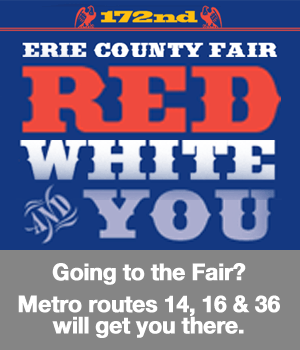 172nd
ERIE COUNTY FAIR
RED
WHITE
AND YOU
Going to the Fair?
Metro routes 14, 16 & 36
will get you there.